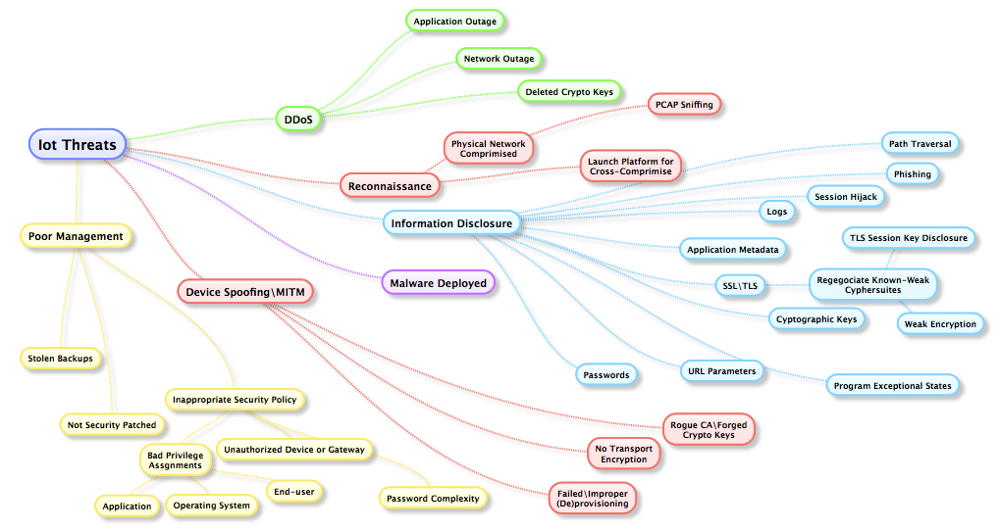 Application Outage
Network Outage
Deleted Crypto Keys
PCAP Sniffing
DDoS
Iot Threats
Physical Network
Comprimised
Path Traversal
Launch Platform for
Cross-Comprimise
Phishing
Reconnaissance
Session Hijack
Logs
Information Disclosure
Poor Management
TLS Session Key Disclosure
Application Metadata
Malware Deployed
SSL\TLS
Regegociate Known-Weak
Cyphersuites
Device Spoofing\MITM
Cyptographic Keys
Weak Encryption
Stolen Backups
Passwords
URL Parameters
Program Exceptional States
Inappropriate Security Policy
Not Security Patched
Rogue CA\Forged
Crypto Keys
Unauthorized Device or Gateway
No Transport
Encryption
Bad Privilege
Assgnments
End-user
Password Complexity
Failed\Improper
(De)provisioning
Application
Operating System